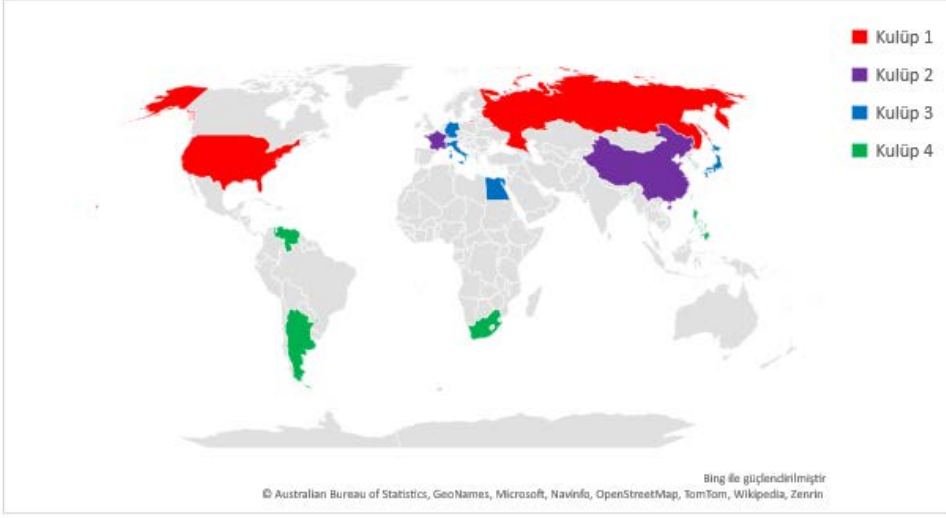 Kulüp 1
Kulüp 2
Kulüp 3
Kulüp 4
Bing ile güçlendirilmiştir
© Australian Bureau of Statistics, GeoNames, Microsoft, Navinfo, OpenStreetMap, TomTom, Wikipedia, Zenrin